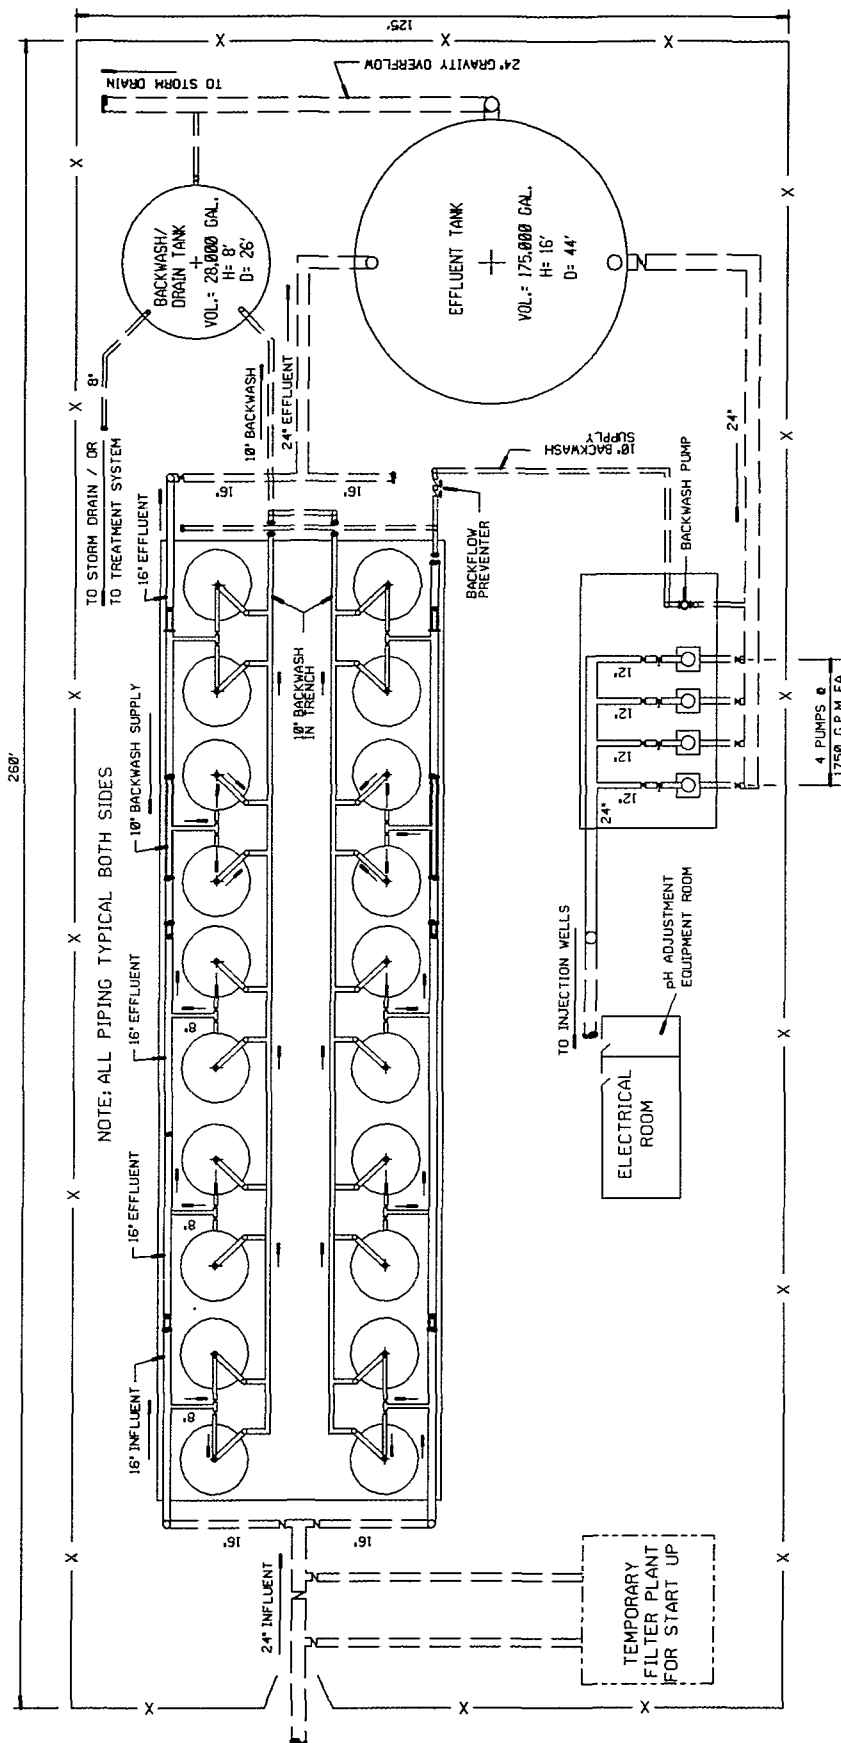 260'
125'
TO STORM DRAIN
24" GRAVITY OVERFLOW
BACKWASH/
DRAIN TANK
VOL.= 28,000 GAL.
H= 8'
D= 26'
EFFLUENT TANK
VOL.= 175,000 GAL.
H= 16'
D= 44'
8"
TO STORM DRAIN / OR
TO TREATMENT SYSTEM
10" BACKWASH
24" EFFLUENT
16"
16"
10" BACKWASH
SUPPLY
24"
BACKFLOW
PREVENTER
BACKWASH PUMP
16" EFFLUENT
10" BACKWASH SUPPLY
10" BACKWASH
IN TRENCH
NOTE: ALL PIPING TYPICAL BOTH SIDES
16" EFFLUENT
16" EFFLUENT
16" INFLUENT
8"
8"
8"
12"
12"
12"
12"
24"
4 PUMPS @
1750 G.P.M EA.
TO INJECTION WELLS
pH ADJUSTMENT
EQUIPMENT ROOM
ELECTRICAL
ROOM
16"
16"
24" INFLUENT
TEMPORARY
FILTER PLANT
FOR START UP